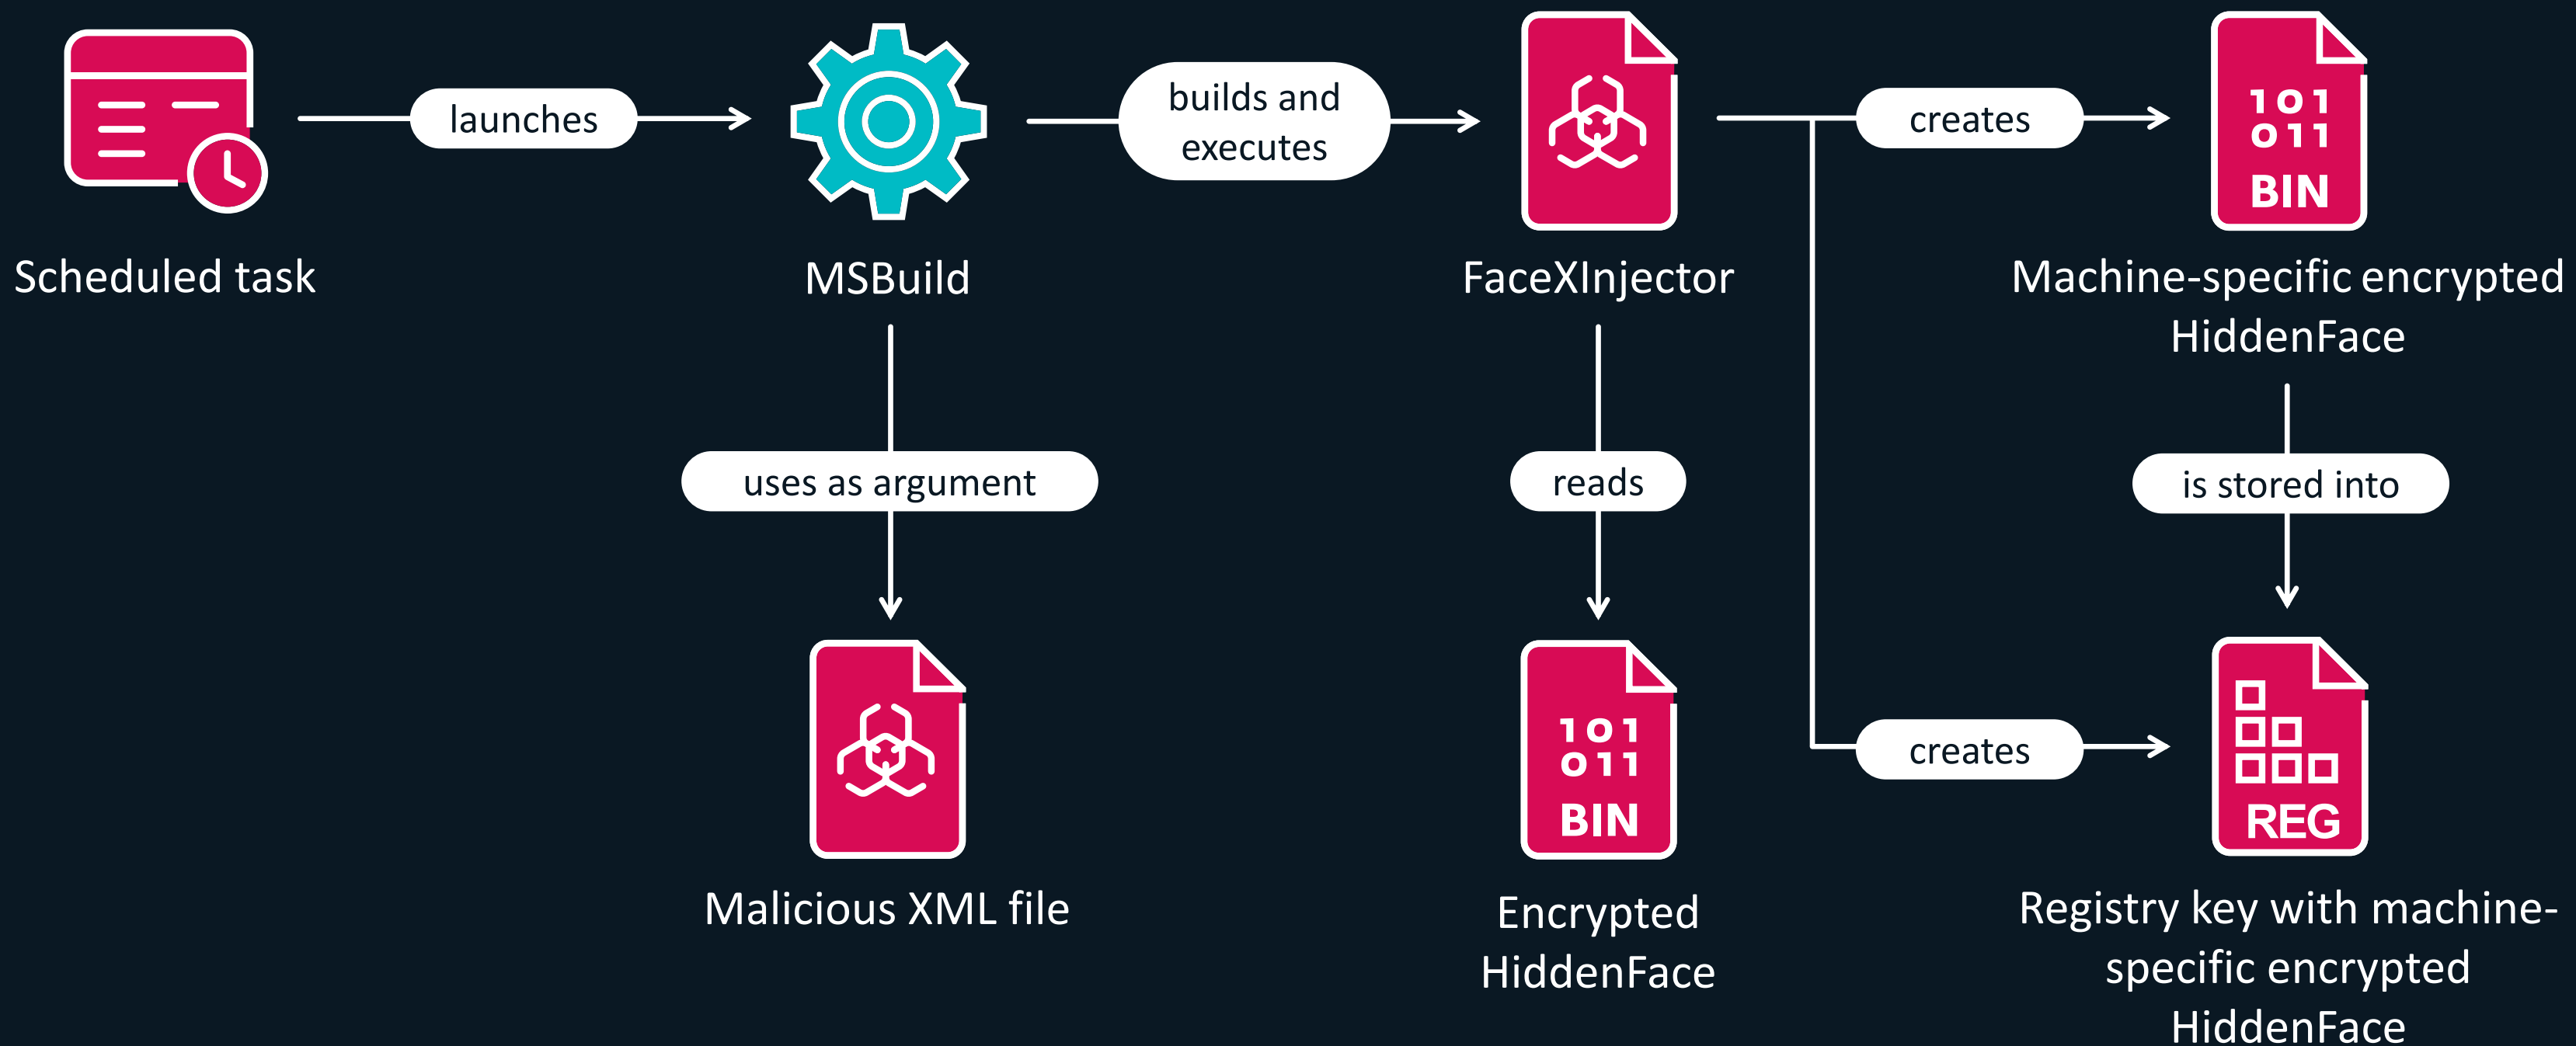 launches
builds and
executes
creates
101
011
BIN
Scheduled task
MSBuild
FaceXInjector
Machine-specific encrypted
HiddenFace
uses as argument
reads
is stored into
101
011
BIN
creates
REG
Malicious XML file
Encrypted
HiddenFace
Registry key with machine-
specific encrypted
HiddenFace